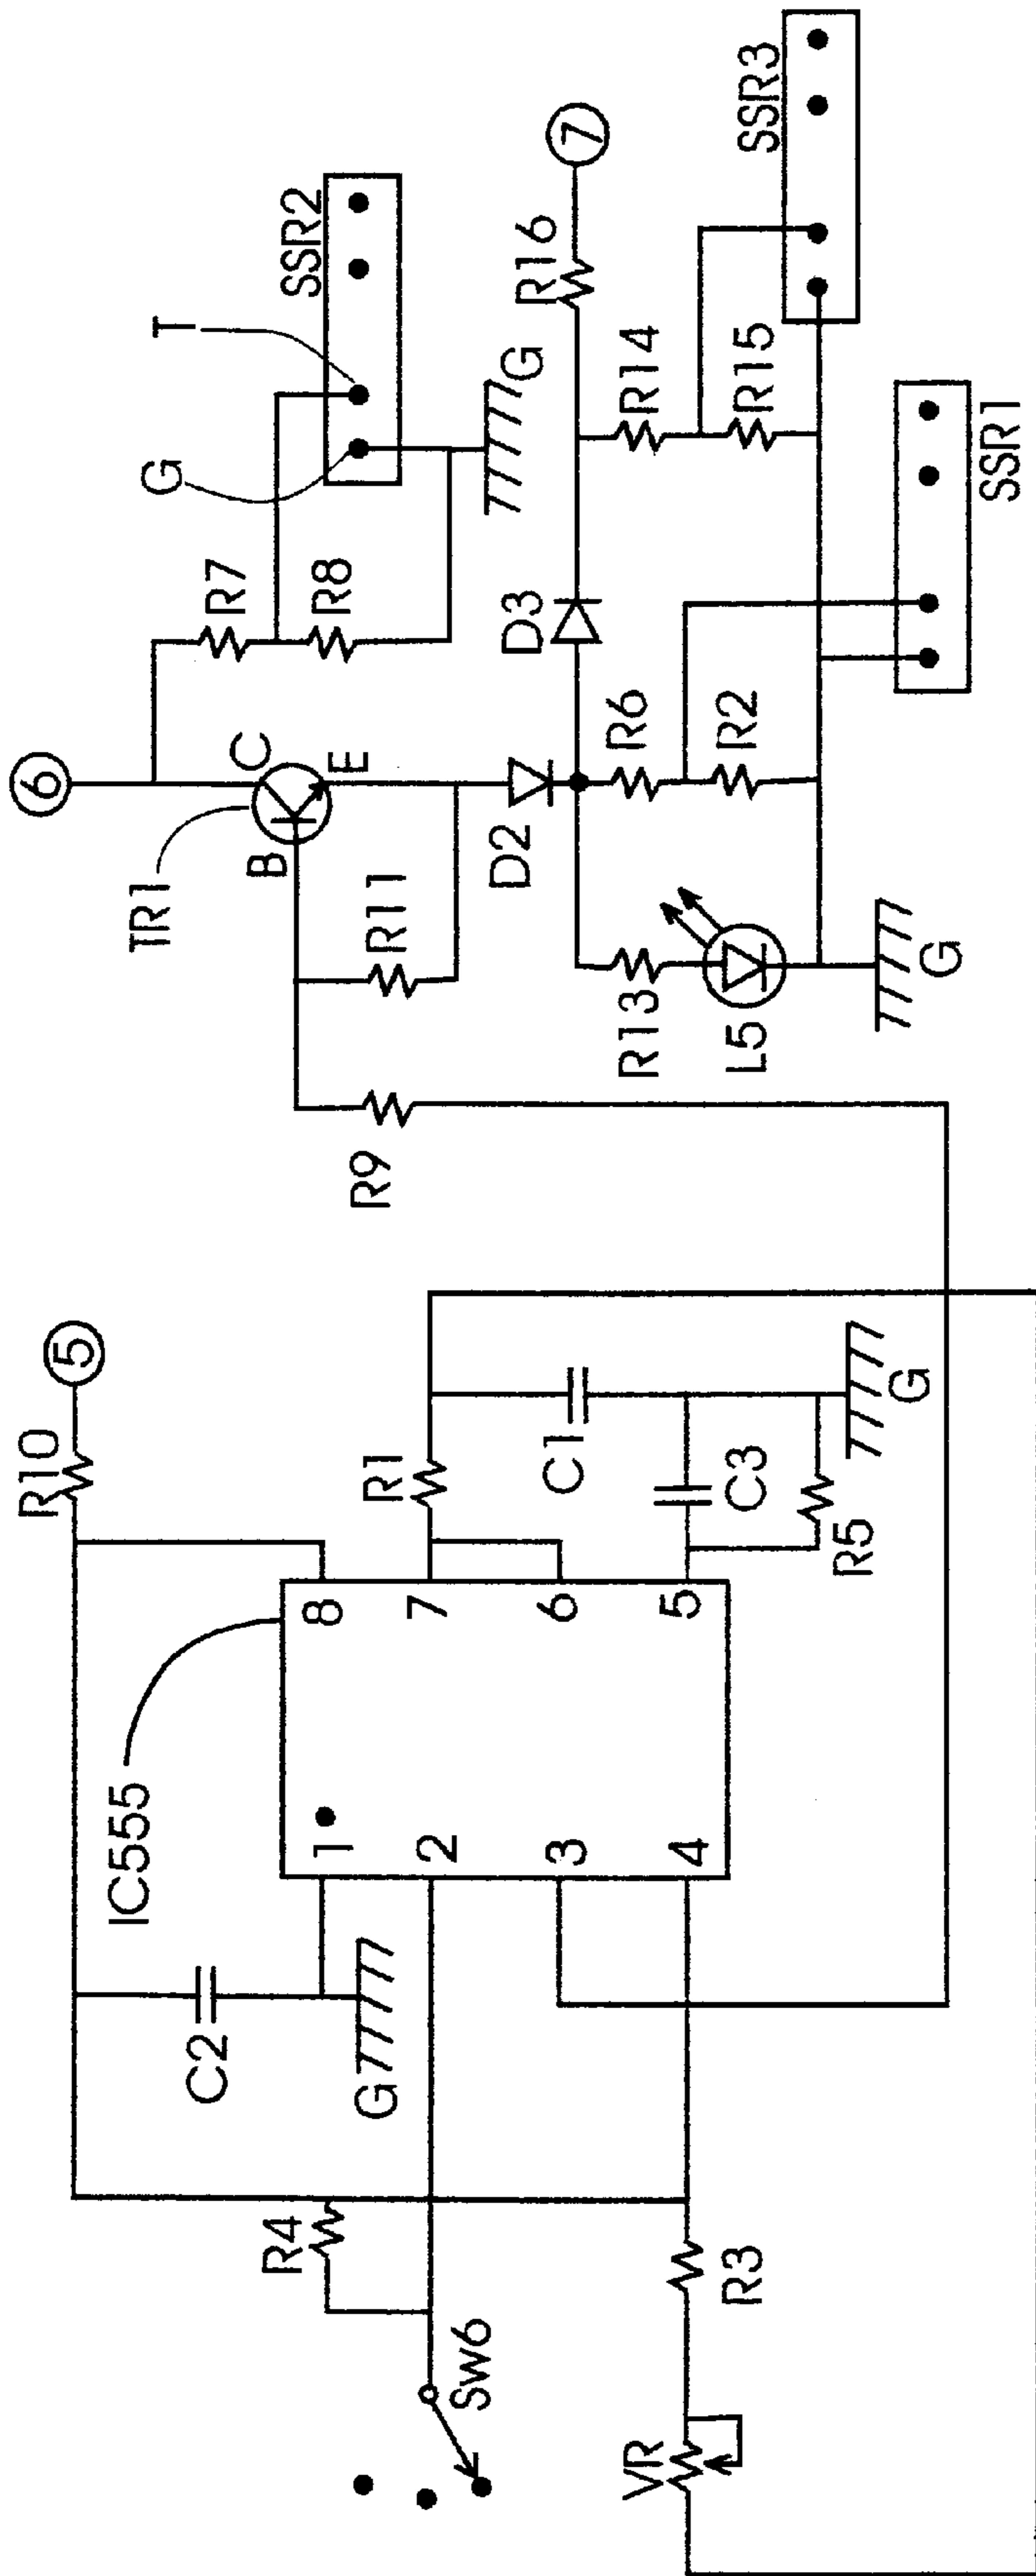 R10
5
6
IC555
TR1
G
T
C2
C
R7
B
R4
SSR2
1
8
R8
E
G
R1
R9
R11
2
7
Sw6
D2
D3
G
R16
7
3
6
C1
VR
R13
R6
R14
4
5
R3
C3
L5
R2
R15
SSR3
R5
G
G
SSR1